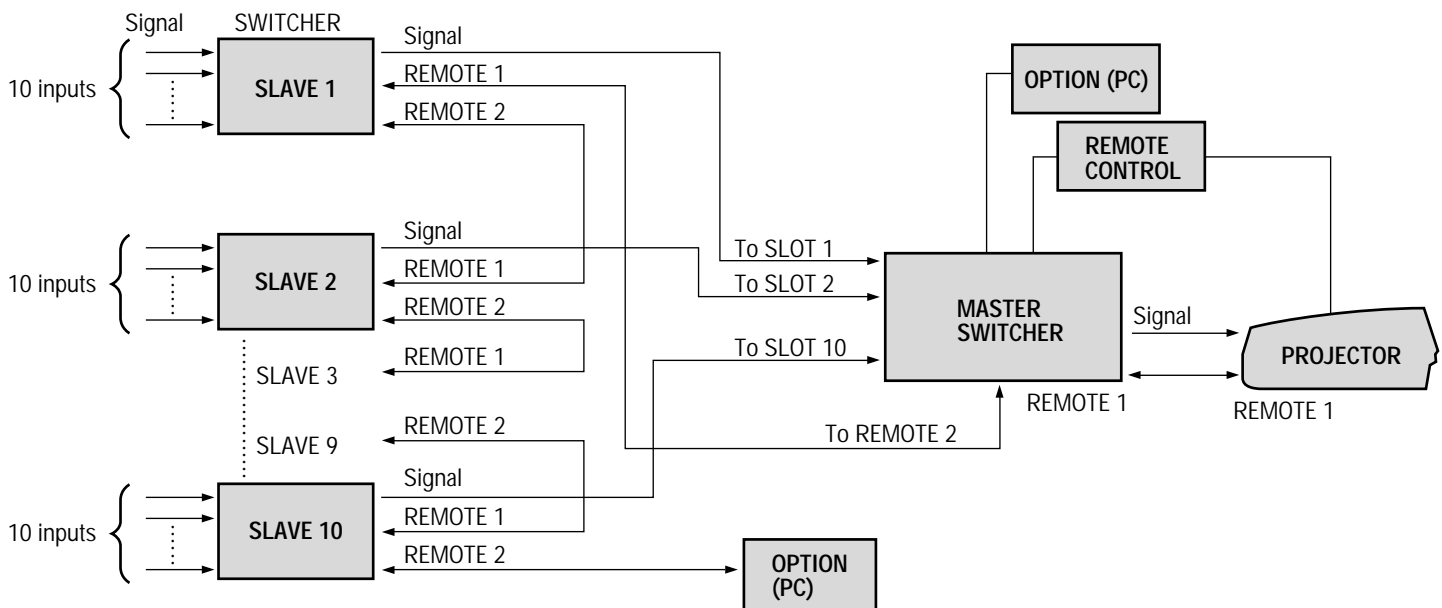 Signal
SWITCHER
10 inputs
SLAVE 1
Signal
REMOTE 1
REMOTE 2
10 inputs
SLAVE 2
Signal
REMOTE 1
REMOTE 2
REMOTE 1
SLAVE 3
SLAVE 9
REMOTE 2
10 inputs
SLAVE 10
Signal
REMOTE 1
REMOTE 2
OPTION
(PC)
To SLOT 1
To SLOT 2
To SLOT 10
To REMOTE 2
OPTION (PC)
REMOTE
CONTROL
MASTER
SWITCHER
Signal
REMOTE 1
PROJECTOR
REMOTE 1